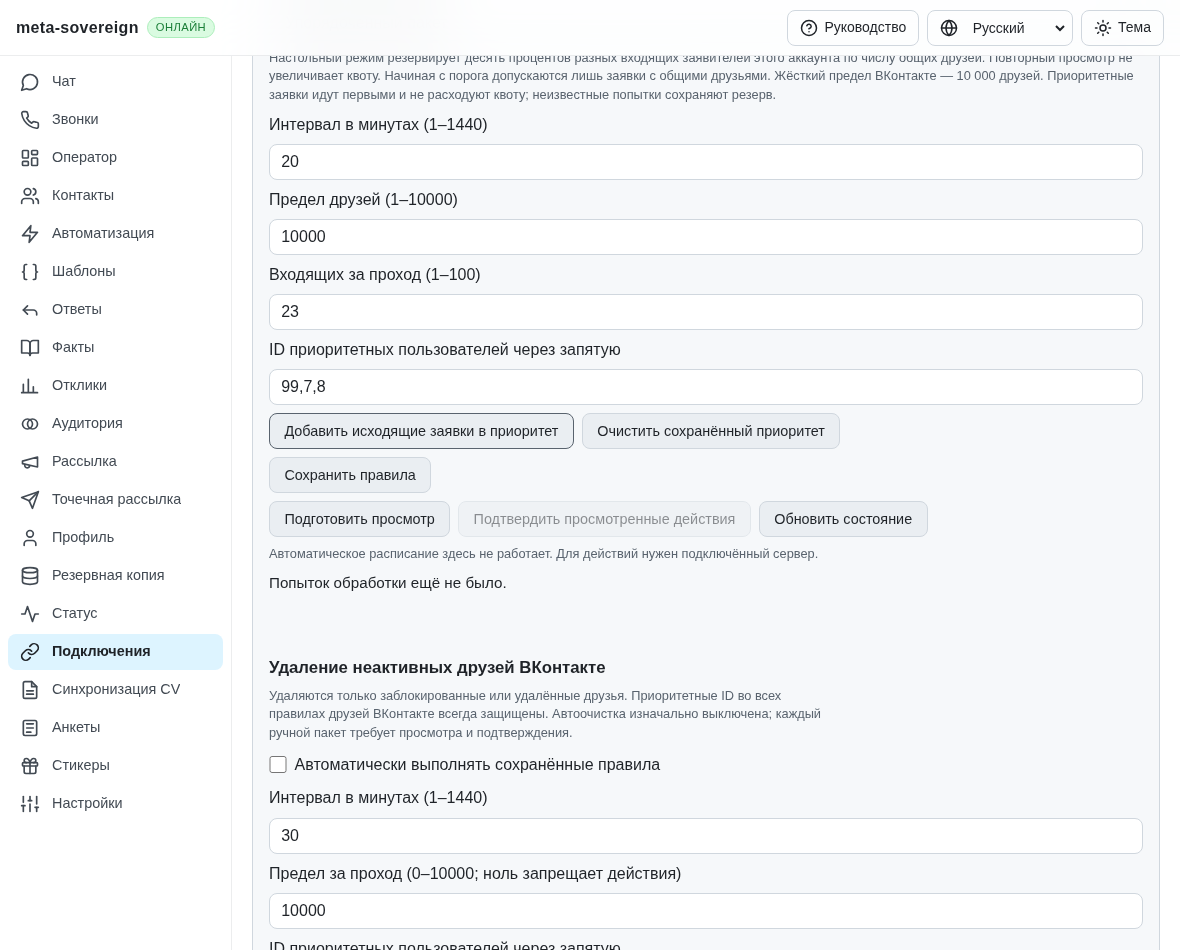 meta-sovereign
ОНЛАЙН
Руководство
Русский
Тема
Чат
Звонки
Оператор
Контакты
Автоматизация
Шаблоны
Ответы
Факты
Отклики
Аудитория
Рассылка
Точечная рассылка
Профиль
Резервная копия
Статус
Подключения
Синхронизация CV
Анкеты
Стикеры
Настройки
Настольный режим резервирует десять процентов разных входящих заявителей этого аккаунта по числу общих друзей. Повторный просмотр не
увеличивает квоту. Начиная с порога допускаются лишь заявки с общими друзьями. Жёсткий предел ВКонтакте — 10 000 друзей. Приоритетные
заявки идут первыми и не расходуют квоту; неизвестные попытки сохраняют резерв.
Интервал в минутах (1–1440)
20
Предел друзей (1–10000)
10000
Входящих за проход (1–100)
23
ID приоритетных пользователей через запятую
99,7,8
Добавить исходящие заявки в приоритет
Очистить сохранённый приоритет
Сохранить правила
Подготовить просмотр
Подтвердить просмотренные действия
Обновить состояние
Автоматическое расписание здесь не работает. Для действий нужен подключённый сервер.
Попыток обработки ещё не было.
Удаление неактивных друзей ВКонтакте
Удаляются только заблокированные или удалённые друзья. Приоритетные ID во всех
правилах друзей ВКонтакте всегда защищены. Автоочистка изначально выключена; каждый
ручной пакет требует просмотра и подтверждения.
Автоматически выполнять сохранённые правила
Интервал в минутах (1–1440)
30
Предел за проход (0–10000; ноль запрещает действия)
10000
ID приоритетных пользователей через запятую